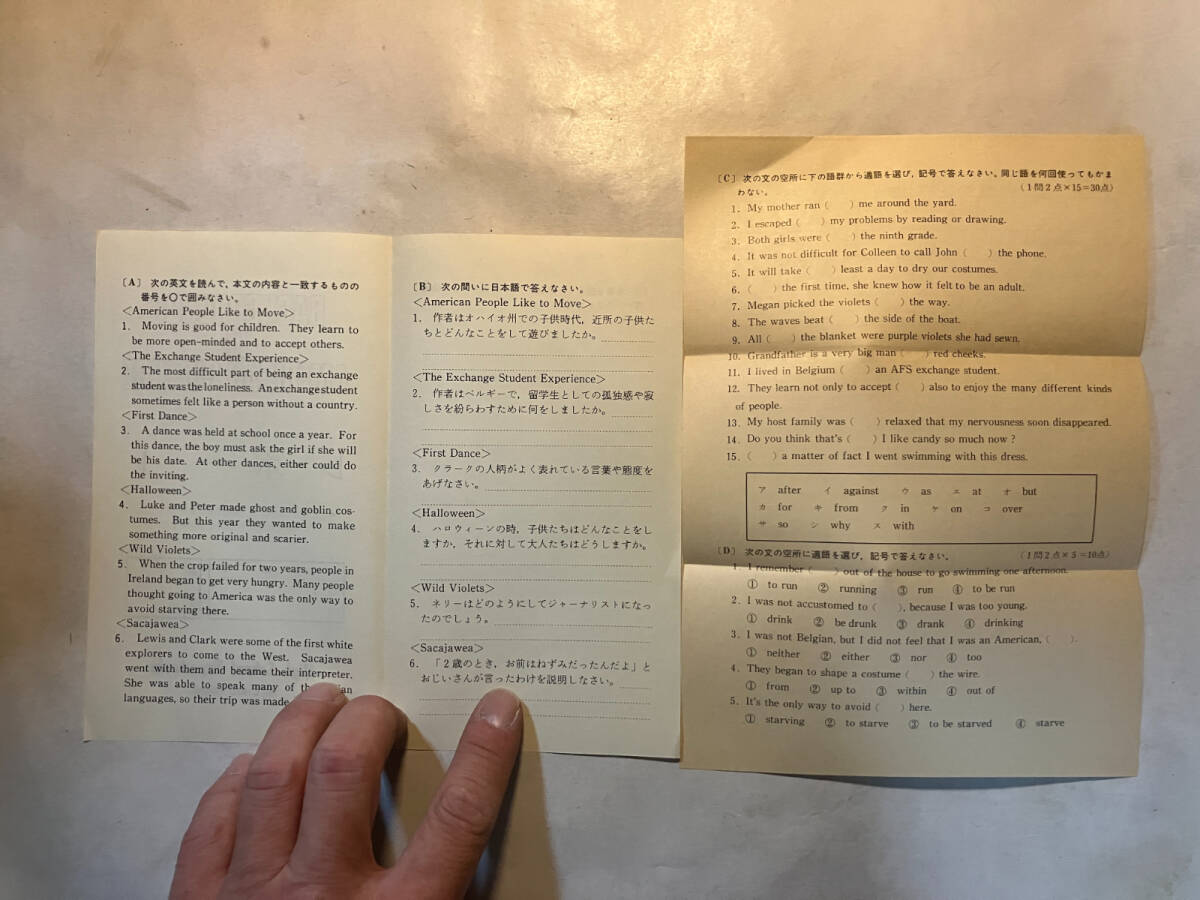 〔A〕 次の英文を読んで、本文の内容と一致するものの
番号を○で囲みなさい。
<American People Like to Move>
1. Moving is good for children. They learn to
be more open-minded and to accept others.
<The Exchange Student Experience>
2. The most difficult part of being an exchange
student was the loneliness. An exchange student
sometimes felt like a person without a country.
<First Dance>
3. A dance was held at school once a year. For
this dance, the boy must ask the girl if she will
be his date. At other dances, either could do
the inviting.
<Halloween>
4. Luke and Peter made ghost and goblin cos-
tumes. But this year they wanted to make
something more original and scarier.
<Wild Violets>
5. When the crop failed for two years, people in
Ireland began to get very hungry. Many people
thought going to America was the only way to
avoid starving there.
<Sacajawea>
6. Lewis and Clark were some of the first white
explorers to come to the West. Sacajawea
went with them and became their interpreter.
She was able to speak many of
languages, so their trip was made
〔B〕 次の問いに日本語で答えなさい。
<American People Like to Move>
1. 作者はオハイオ州での子供時代，近所の子供た
ちとどんなことをして遊びましたか。
<The Exchange Student Experience>
2. 作者はベルギーで，留学生としての孤独感や寂
しさを紛らわすために何をしましたか。
<First Dance>
3. クラークの人柄がよく表れている言葉や態度を
あげなさい。
<Halloween>
4. ハロウィーンの時，子供たちはどんなことをし
ますか，それに対して大人たちはどうしますか。
<Wild Violets>
5. ネリーはどのようにしてジャーナリストになっ
たのでしょう。
<Sacajawea>
6. 「2歳のとき，お前はねずみだったんだよ」と
おじいさんが言ったわけを説明しなさい。
〔C〕 次の文の空所に下の語群から適語を選び，記号で答えなさい。同じ語を何回使ってもかま
わない。 （1問2点×15＝30点）
1. My mother ran ( ) me around the yard.
2. I escaped ( ) my problems by reading or drawing.
3. Both girls were ( ) the ninth grade.
4. It was not difficult for Colleen to call John ( ) the phone.
5. It will take ( ) least a day to dry our costumes.
6. ( ) the first time, she knew how it felt to be an adult.
7. Megan picked the violets ( ) the way.
8. The waves beat ( ) the side of the boat.
9. All ( ) the blanket were purple violets she had sewn.
10. Grandfather is a very big man ( ) red cheeks.
11. I lived in Belgium ( ) an AFS exchange student.
12. They learn not only to accept ( ) also to enjoy the many different kinds
of people.
13. My host family was ( ) relaxed that my nervousness soon disappeared.
14. Do you think that's ( ) I like candy so much now ?
15. ( ) a matter of fact I went swimming with this dress.
ア after イ against ウ as エ at オ but
カ for キ from ク in ケ on コ over
サ so シ why ス with
〔D〕 次の文の空所に適語を選び，記号で答えなさい。 （1問2点×5＝10点）
1. I remember ( ) out of the house to go swimming one afternoon.
① to run ② running ③ run ④ to be run
2. I was not accustomed to ( ), because I was too young.
① drink ② be drunk ③ drank ④ drinking
3. I was not Belgian, but I did not feel that I was an American, ( ).
① neither ② either ③ nor ④ too
4. They began to shape a costume ( ) the wire.
① from ② up to ③ within ④ out of
5. It's the only way to avoid ( ) here.
① starving ② to starve ③ to be starved ④ starve